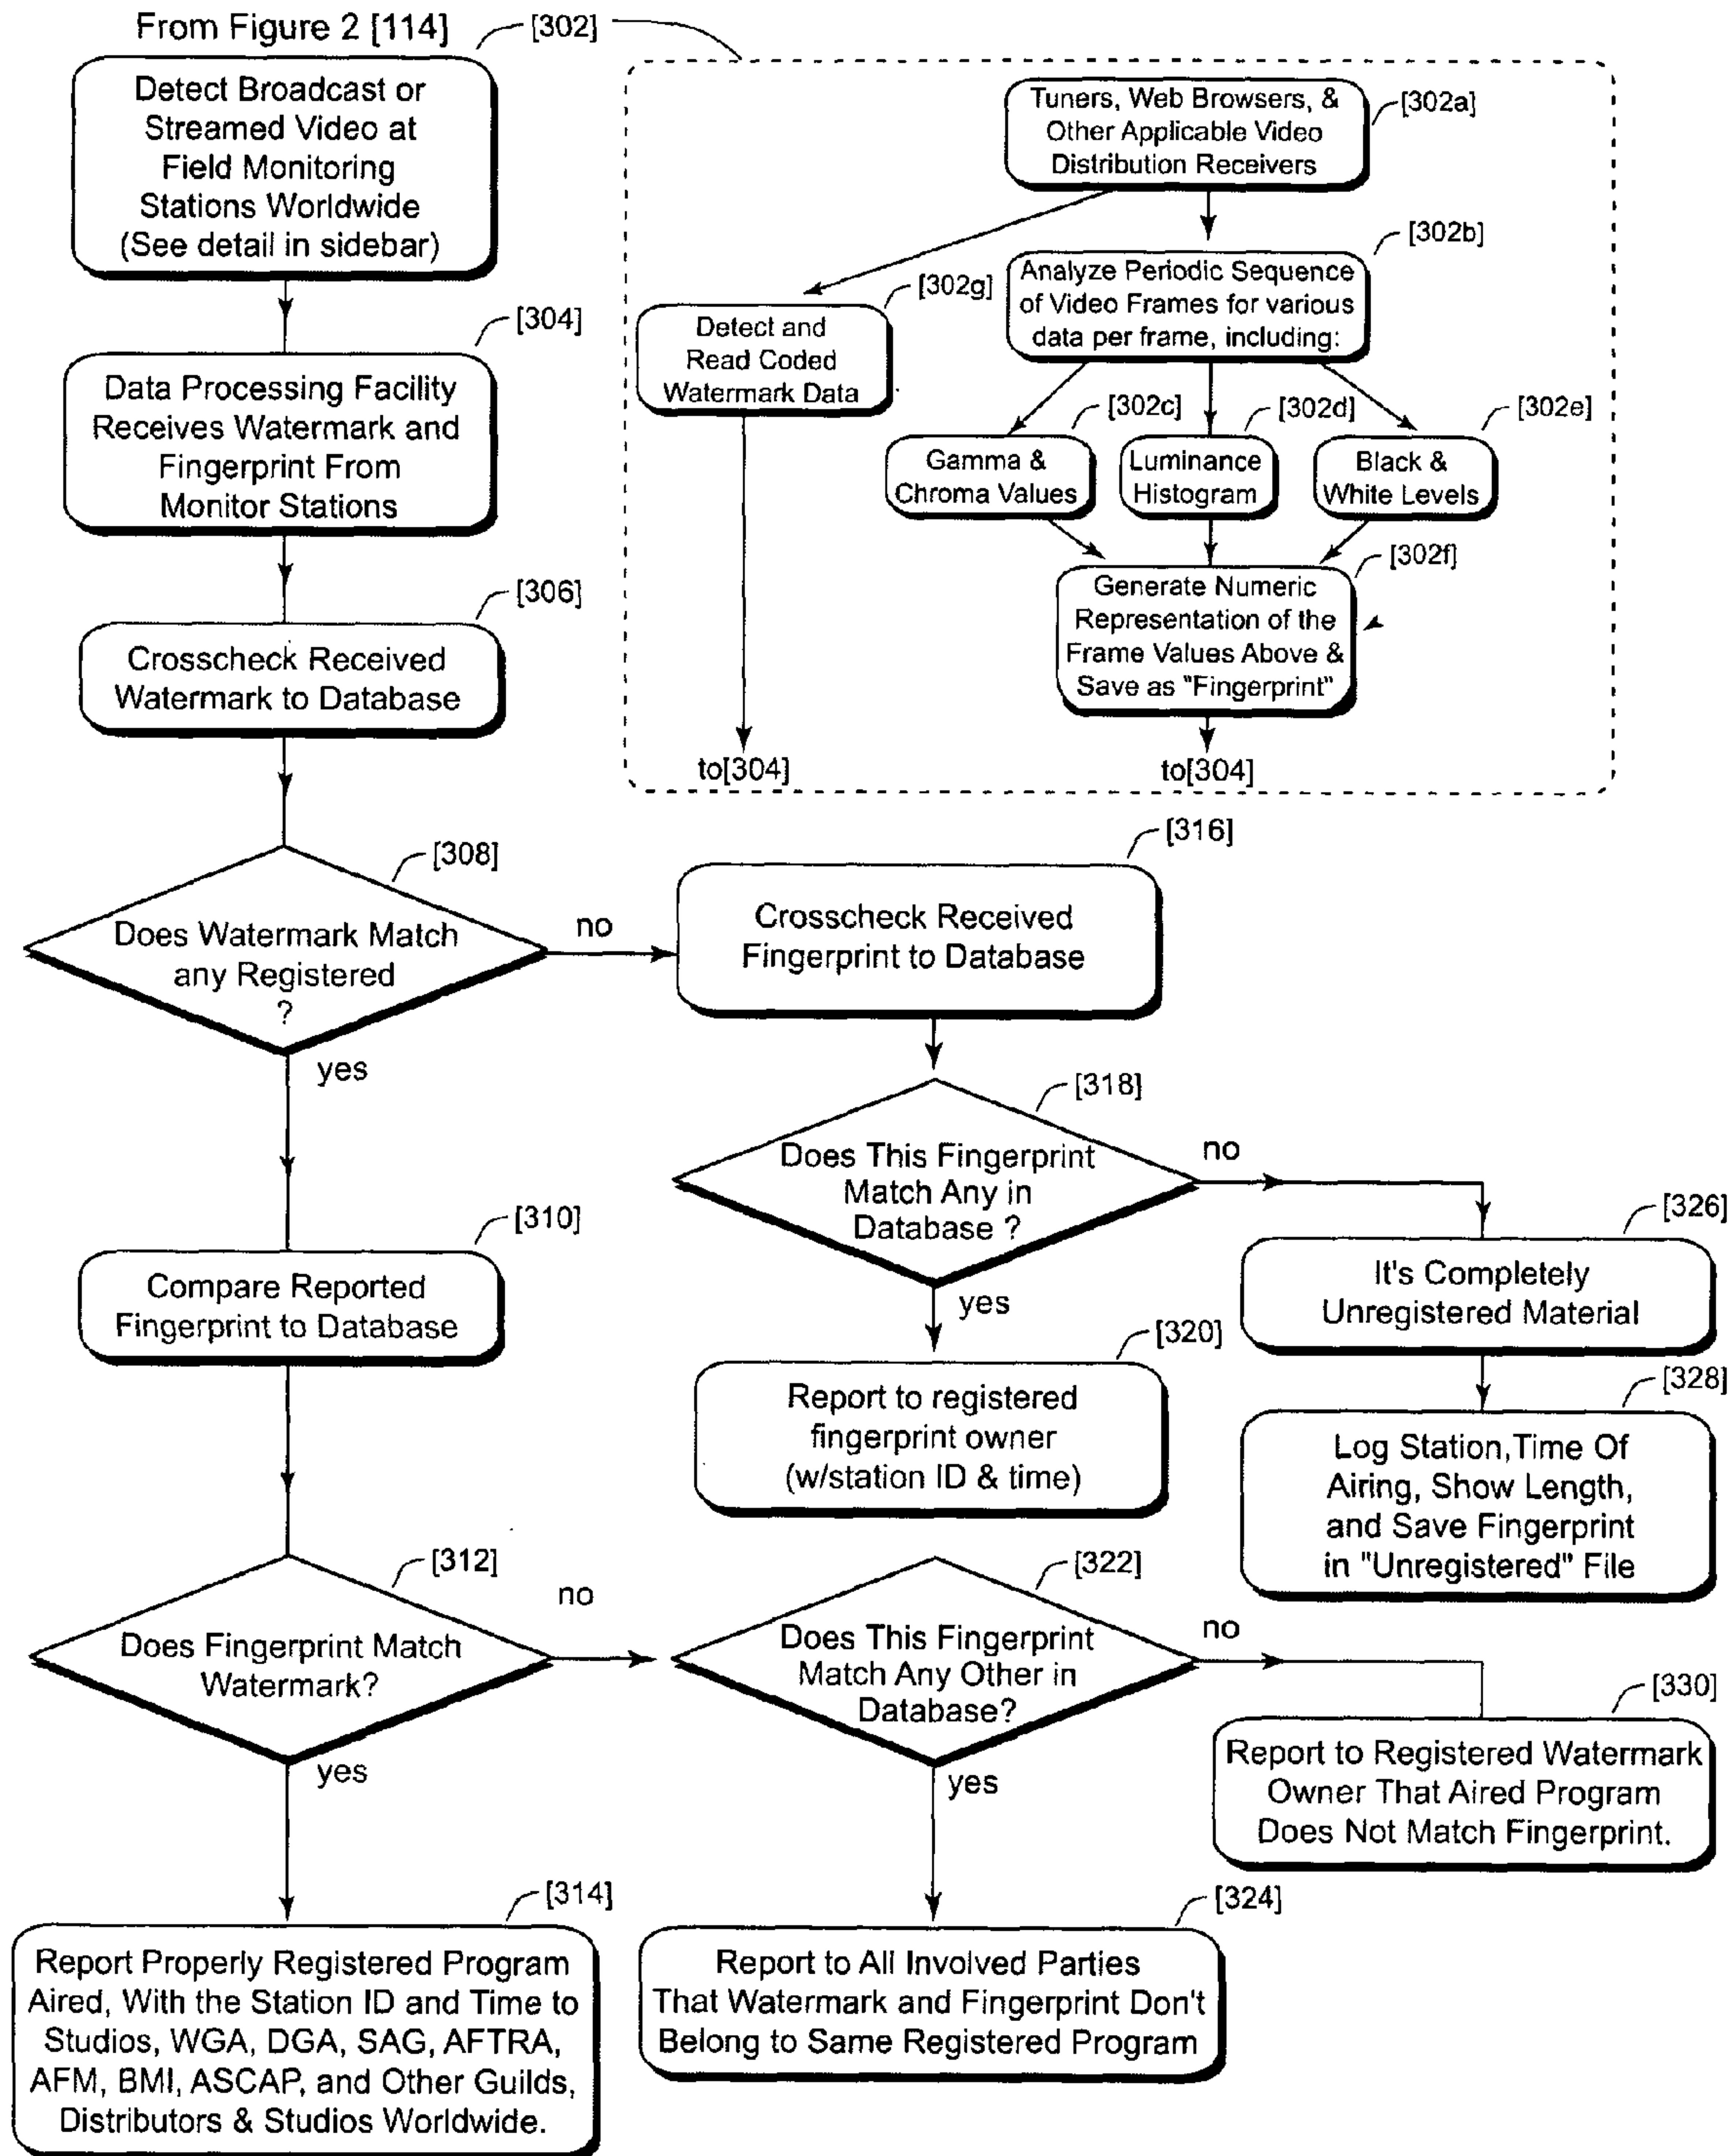 From Figure 2 [114]
[302]
Detect Broadcast or
Streamed Video at
Field Monitoring
Stations Worldwide
(See detail in sidebar)
[304]
Data Processing Facility
Receives Watermark and
Fingerprint From
Monitor Stations
[306]
Crosscheck Received
Watermark to Database
[302a]
Tuners, Web Browsers, &
Other Applicable Video
Distribution Receivers
[302b]
Analyze Periodic Sequence
of Video Frames for various
data per frame, including:
[302g]
Detect and
Read Coded
Watermark Data
[302c]
Gamma &
Chroma Values
[302d]
Luminance
Histogram
[302e]
Black &
White Levels
[302f]
Generate Numeric
Representation of the
Frame Values Above &
Save as "Fingerprint"
to[304]
to[304]
[308]
Does Watermark Match
any Registered
?
no
yes
[316]
Crosscheck Received
Fingerprint to Database
[318]
Does This Fingerprint
Match Any in
Database ?
no
yes
[326]
It's Completely
Unregistered Material
[328]
Log Station,Time Of
Airing, Show Length,
and Save Fingerprint
in "Unregistered" File
[310]
Compare Reported
Fingerprint to Database
[320]
Report to registered
fingerprint owner
(w/station ID & time)
[312]
Does Fingerprint Match
Watermark?
no
yes
[322]
Does This Fingerprint
Match Any Other in
Database?
no
yes
[330]
Report to Registered Watermark
Owner That Aired Program
Does Not Match Fingerprint.
[314]
Report Properly Registered Program
Aired, With the Station ID and Time to
Studios, WGA, DGA, SAG, AFTRA,
AFM, BMI, ASCAP, and Other Guilds,
Distributors & Studios Worldwide.
[324]
Report to All Involved Parties
That Watermark and Fingerprint Don't
Belong to Same Registered Program